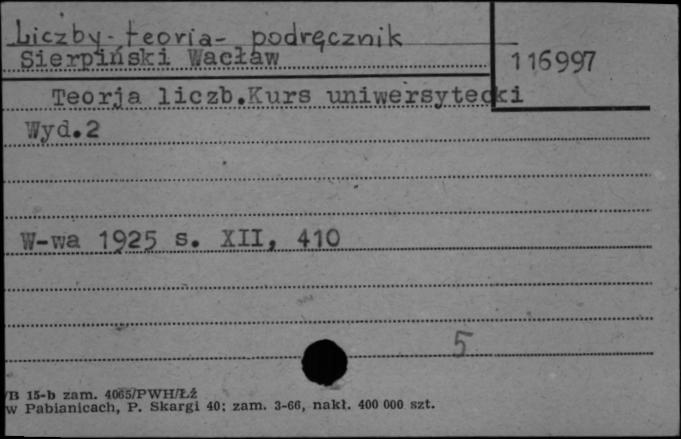 Liczby-teoria- podręcznik
Sierpiński Wacław
116997
Teorja liczb.Kurs uniwersytecki
Wyd.2
W-wa 1925 s. XII, 410
5
/B 15-b zam. 4065/PWH/Łź
w Pabianicach, P. Skargi 40; zam. 3-66, nakł. 400 000 szt.